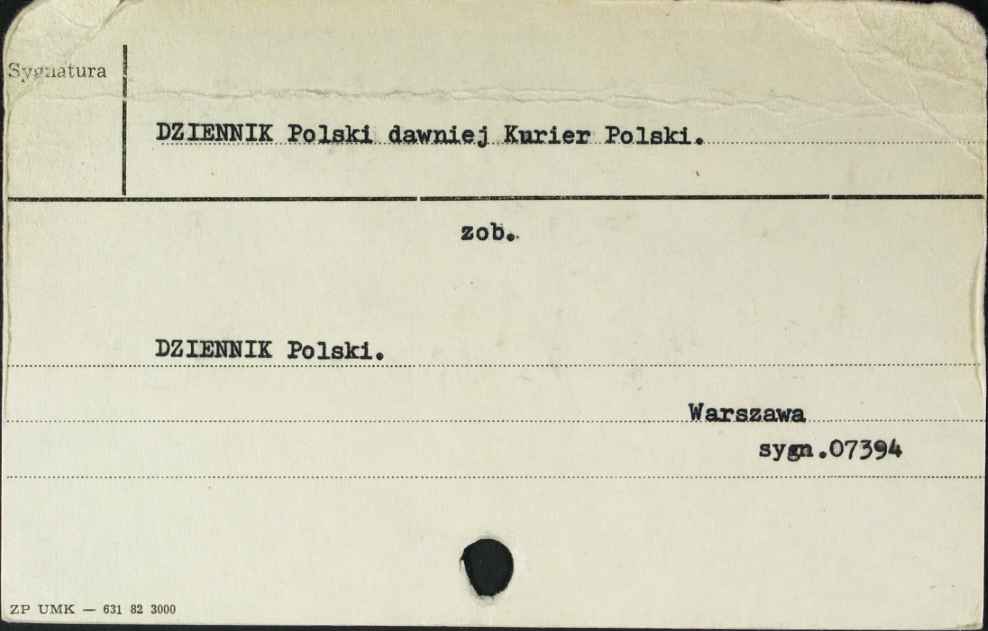 Sygnatura
DZIENNIK Polski dawniej Kurier Polski.
zob.
DZIENNIK Polski.
Warszawa
sygn.07394
ZP UMK — 631 82 3000